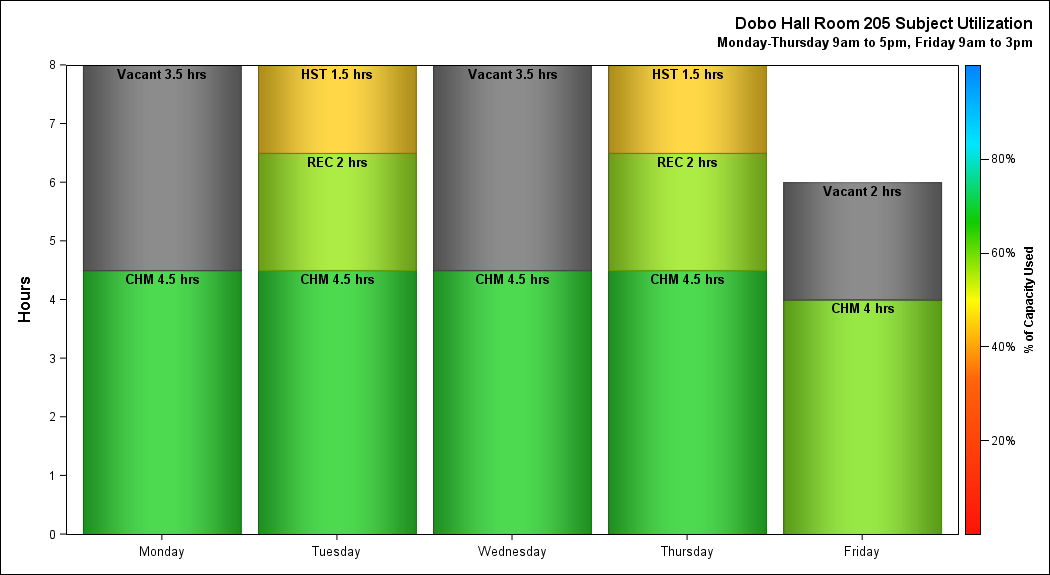 Dobo Hall Room 205 Subject Utilization
Monday-Thursday 9am to 5pm, Friday 9am to 3pm
Hours
8
7
6
5
4
3
2
1
0
Vacant 3.5 hrs
CHM 4.5 hrs
HST 1.5 hrs
REC 2 hrs
CHM 4.5 hrs
Vacant 3.5 hrs
CHM 4.5 hrs
HST 1.5 hrs
REC 2 hrs
CHM 4.5 hrs
Vacant 2 hrs
CHM 4 hrs
Monday
Tuesday
Wednesday
Thursday
Friday
80%
60%
40%
20%
% of Capacity Used